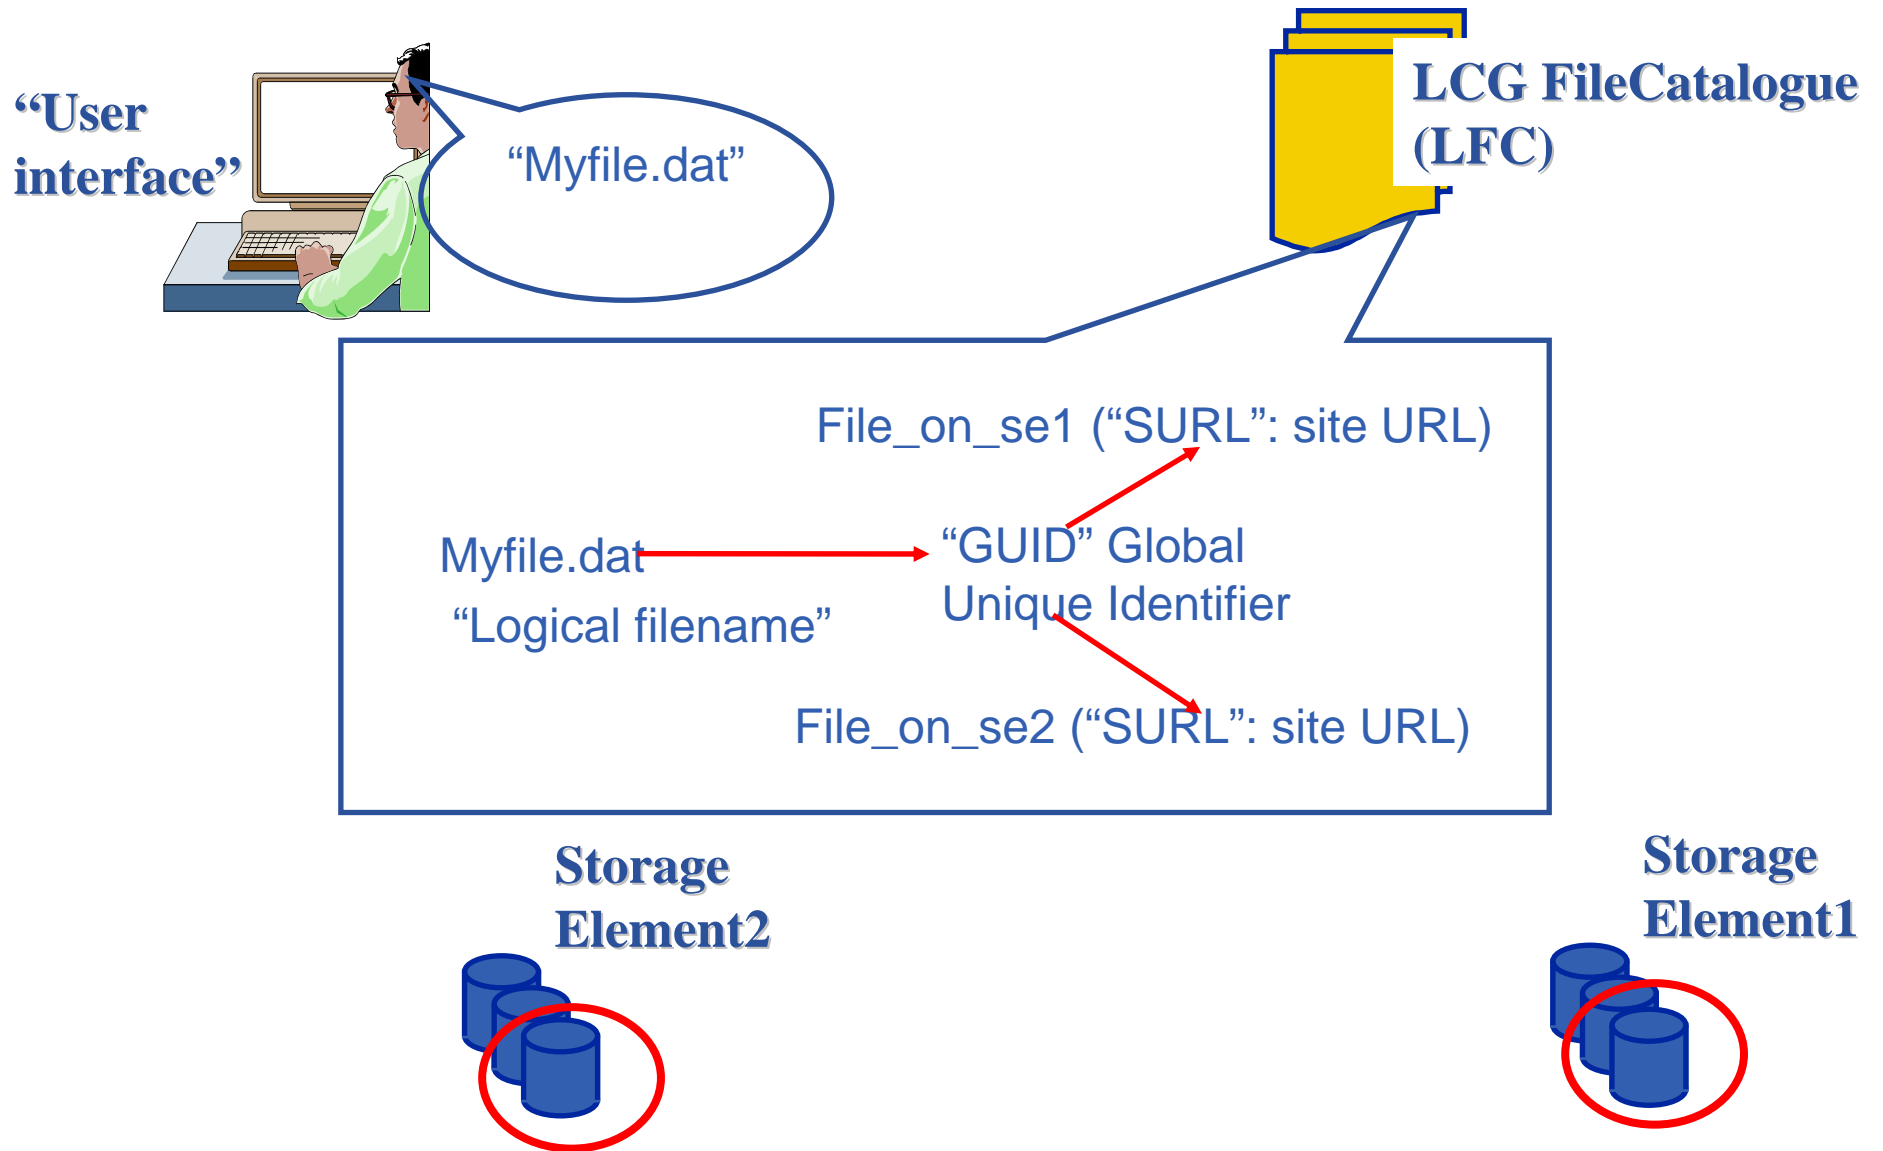 “User
interface”
“Myfile.dat”
LCG FileCatalogue
(LFC)
File_on_se1 (“SURL”: site URL)
Myfile.dat
“Logical filename”
“GUID” Global
Unique Identifier
File_on_se2 (“SURL”: site URL)
Storage
Element2
Storage
Element1